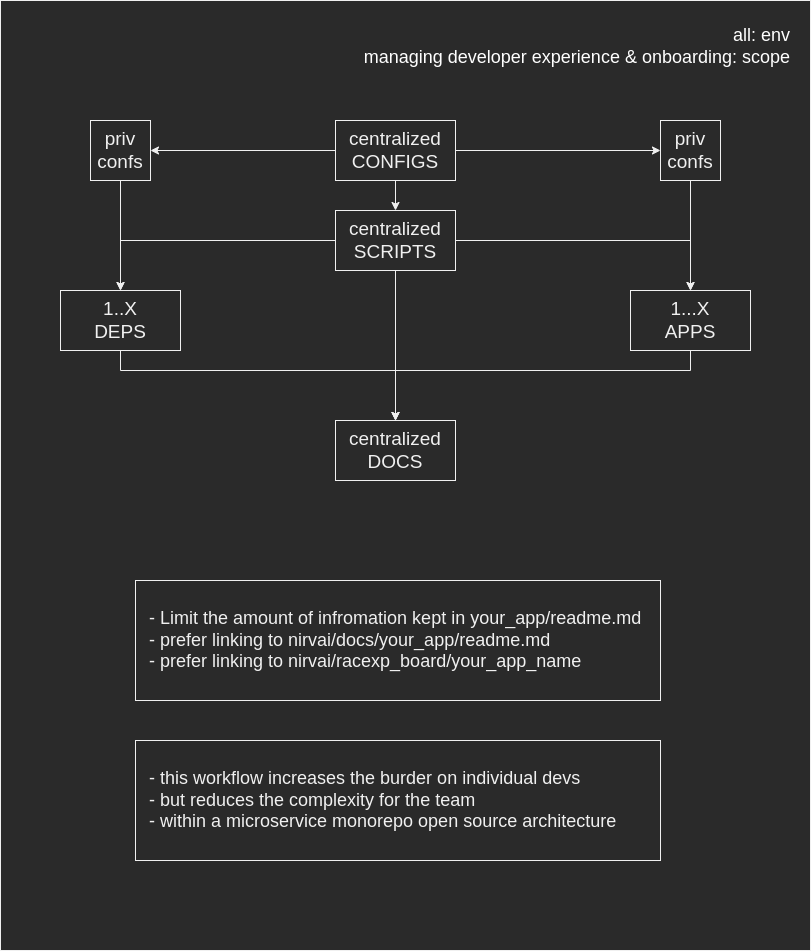 all: env
managing developer experience & onboarding: scope
priv
confs
centralized
CONFIGS
priv
confs
centralized
SCRIPTS
1..X
DEPS
1...X
APPS
centralized
DOCS
- Limit the amount of infromation kept in your_app/readme.md
- prefer linking to nirvai/docs/your_app/readme.md
- prefer linking to nirvai/racexp_board/your_app_name
- this workflow increases the burder on individual devs
- but reduces the complexity for the team
- within a microservice monorepo open source architecture